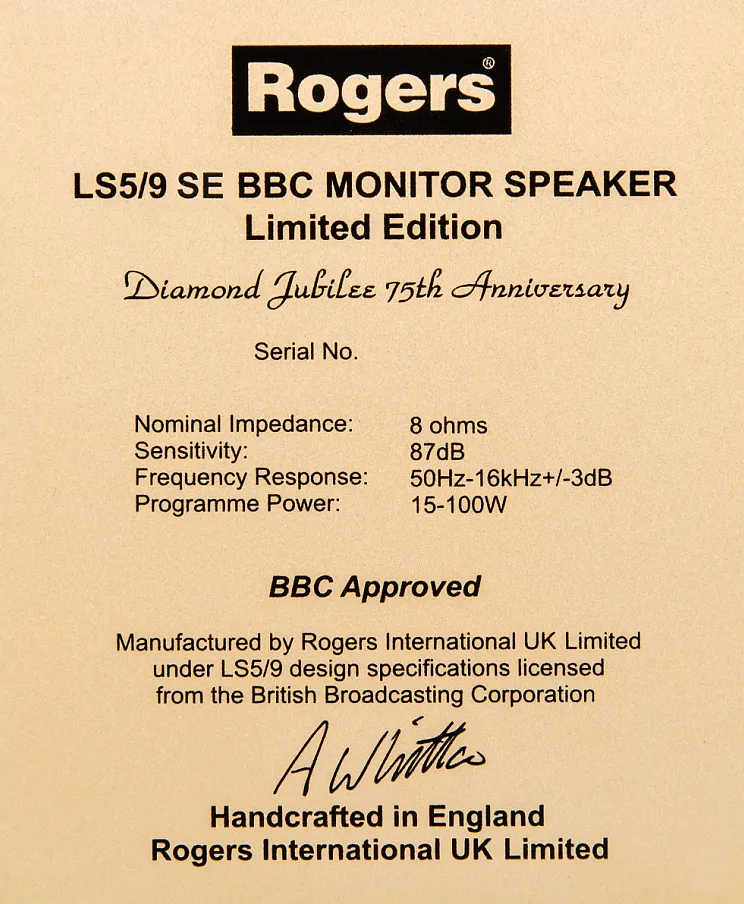 Rogers®
LS5/9 SE BBC MONITOR SPEAKER
Limited Edition
Diamond Jubilee 75th Anniversary
Serial No.
Nominal Impedance: 8 ohms
Sensitivity: 87dB
Frequency Response: 50Hz-16kHz+/-3dB
Programme Power: 15-100W
BBC Approved
Manufactured by Rogers International UK Limited
under LS5/9 design specifications licensed
from the British Broadcasting Corporation
Handcrafted in England
Rogers International UK Limited